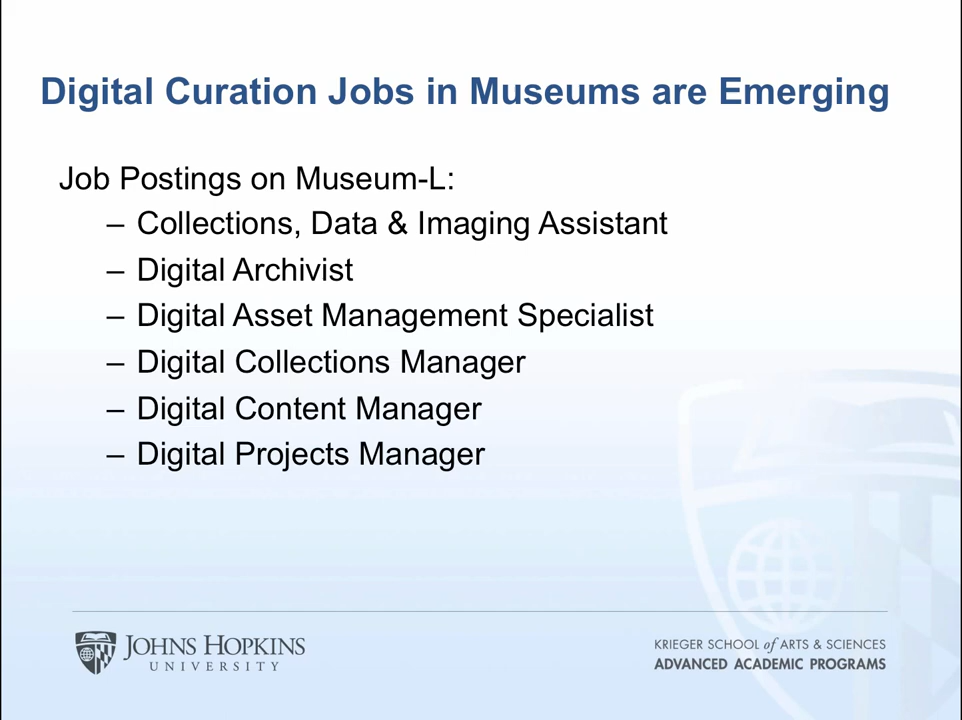 Digital Curation Jobs in Museums are Emerging
Job Postings on Museum-L:
– Collections, Data & Imaging Assistant
– Digital Archivist
– Digital Asset Management Specialist
– Digital Collections Manager
– Digital Content Manager
– Digital Projects Manager
JOHNS HOPKINS
UNIVERSITY
KRIEGER SCHOOL of ARTS & SCIENCES
ADVANCED ACADEMIC PROGRAMS